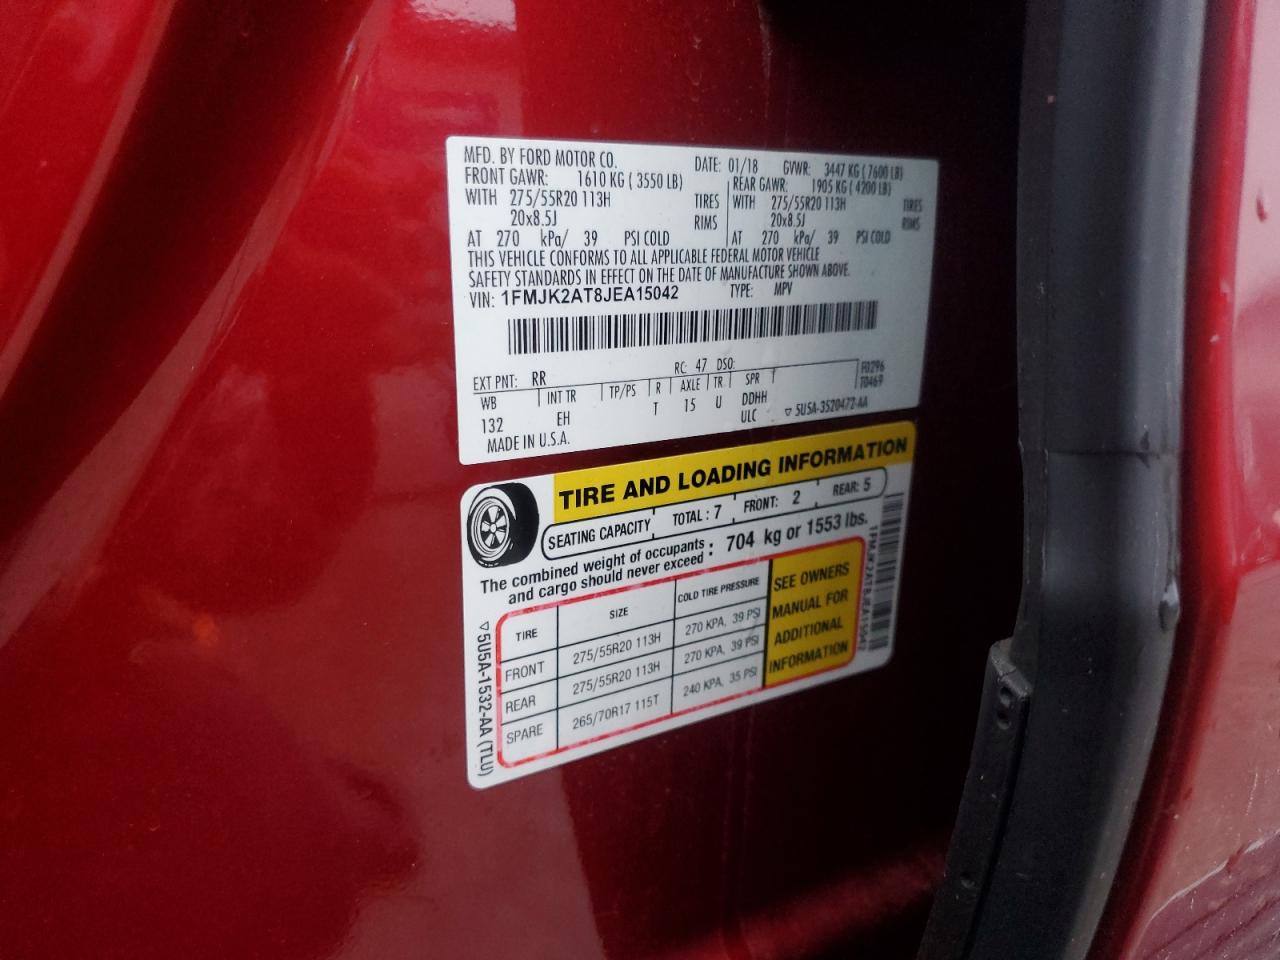 MFD. BY FORD MOTOR CO. DATE: 01/18 GVWR: 3447 KG ( 7600 LB)
FRONT GAWR: 1610 KG ( 3550 LB) REAR GAWR: 1905 KG ( 4200 LB)
WITH 275/55R20 113H TIRES WITH 275/55R20 113H TIRES
20x8.5J RIMS 20x8.5J RIMS
AT 270 kPa/ 39 PSI COLD AT 270 kPa/ 39 PSI COLD
THIS VEHICLE CONFORMS TO ALL APPLICABLE FEDERAL MOTOR VEHICLE
SAFETY STANDARDS IN EFFECT ON THE DATE OF MANUFACTURE SHOWN ABOVE.
VIN: 1FMJK2AT8JEA15042 TYPE: MPV
EXT PNT: RR RC: 47 DSO: F0296
WB INT TR TP/PS R AXLE TR SPR T0469
132 EH T 15 U DDHH
MADE IN U.S.A. ULC ▽ 5U5A-3520472-AA
TIRE AND LOADING INFORMATION
SEATING CAPACITY TOTAL : 7 FRONT: 2 REAR: 5
The combined weight of occupants and cargo should never exceed : 704 kg or 1553 lbs.
TIRE SIZE COLD TIRE PRESSURE
FRONT 275/55R20 113H 270 KPA, 39 PSI
REAR 275/55R20 113H 270 KPA, 39 PSI
SPARE 265/70R17 115T 240 KPA, 35 PSI
SEE OWNERS
MANUAL FOR
ADDITIONAL
INFORMATION
▽ 5U5A-1532-AA (TLU)
1FMJK2AT8JEA15042